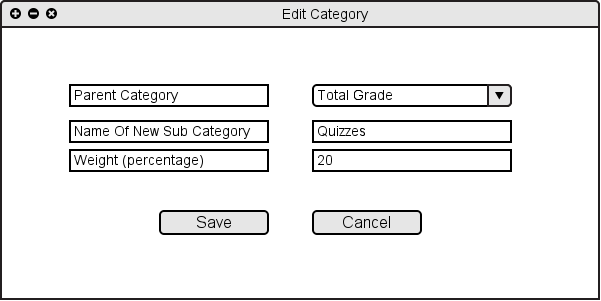 Edit Category
Parent Category Total Grade
Name Of New Sub Category Quizzes
Weight (percentage) 20
Save Cancel